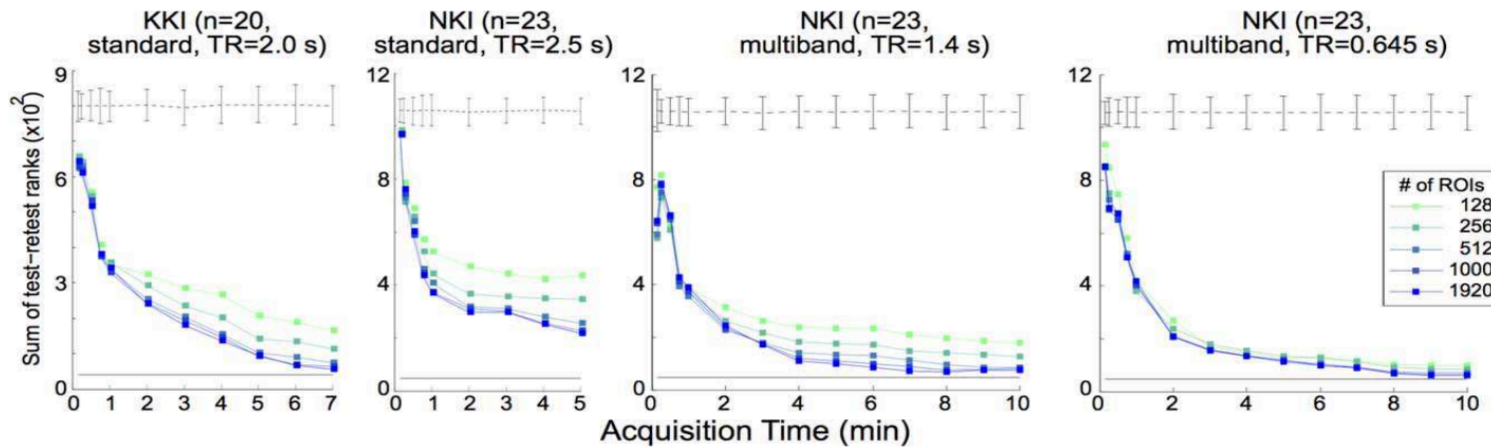 KKI (n=20,
standard, TR=2.0 s)
NKI (n=23,
standard, TR=2.5 s)
NKI (n=23,
multiband, TR=1.4 s)
NKI (n=23,
multiband, TR=0.645 s)
Sum of test-retest ranks (x10²)
9
6
3
0
0 1 2 3 4 5 6 7
12
8
4
0
0 1 2 3 4 5
12
8
4
0
0 2 4 6 8 10
12
8
4
0
0 2 4 6 8 10
# of ROIs
128
256
512
1000
1920
Acquisition Time (min)